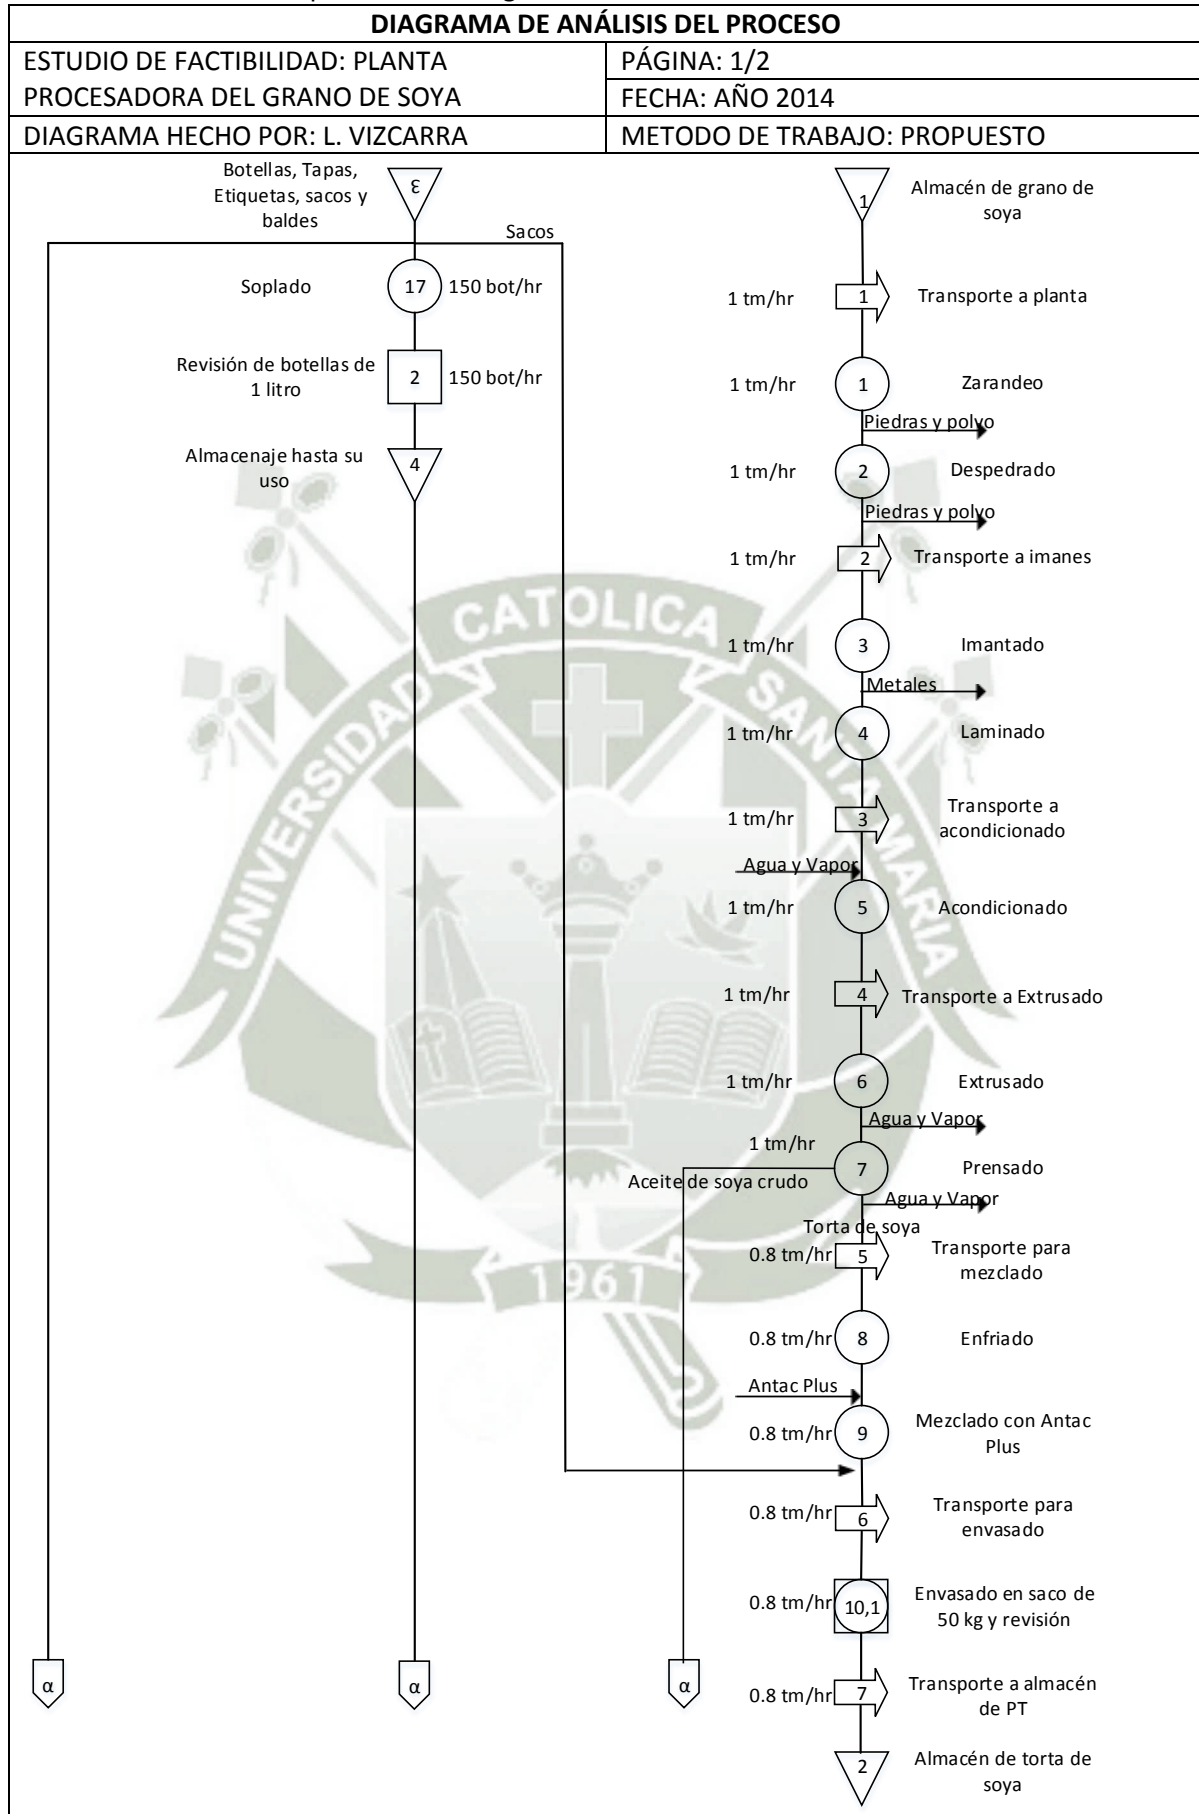 DIAGRAMA DE ANÁLISIS DEL PROCESO
ESTUDIO DE FACTIBILIDAD: PLANTA
PROCESADORA DEL GRANO DE SOYA
PÁGINA: 1/2
FECHA: AÑO 2014
DIAGRAMA HECHO POR: L. VIZCARRA
METODO DE TRABAJO: PROPUESTO
Botellas, Tapas,
Etiquetas, sacos y
baldes
Ɛ
Sacos
Soplado
17
150 bot/hr
Revisión de botellas de
1 litro
2
150 bot/hr
Almacenaje hasta su
uso
4
1
Almacén de grano de
soya
1 tm/hr
1
Transporte a planta
1 tm/hr
1
Zarandeo
Piedras y polvo
1 tm/hr
2
Despedrado
Piedras y polvo
1 tm/hr
2
Transporte a imanes
1 tm/hr
3
Imantado
Metales
1 tm/hr
4
Laminado
1 tm/hr
3
Transporte a
acondicionado
Agua y Vapor
1 tm/hr
5
Acondicionado
1 tm/hr
4
Transporte a Extrusado
1 tm/hr
6
Extrusado
Agua y Vapor
1 tm/hr
7
Prensado
Aceite de soya crudo
Agua y Vapor
Torta de soya
0.8 tm/hr
5
Transporte para
mezclado
0.8 tm/hr
8
Enfriado
Antac Plus
0.8 tm/hr
9
Mezclado con Antac
Plus
0.8 tm/hr
6
Transporte para
envasado
0.8 tm/hr
10,1
Envasado en saco de
50 kg y revisión
0.8 tm/hr
7
Transporte a almacén
de PT
2
Almacén de torta de
soya
α
α
α
UNIVERSIDAD CATOLICA SANTA MARIA
1961